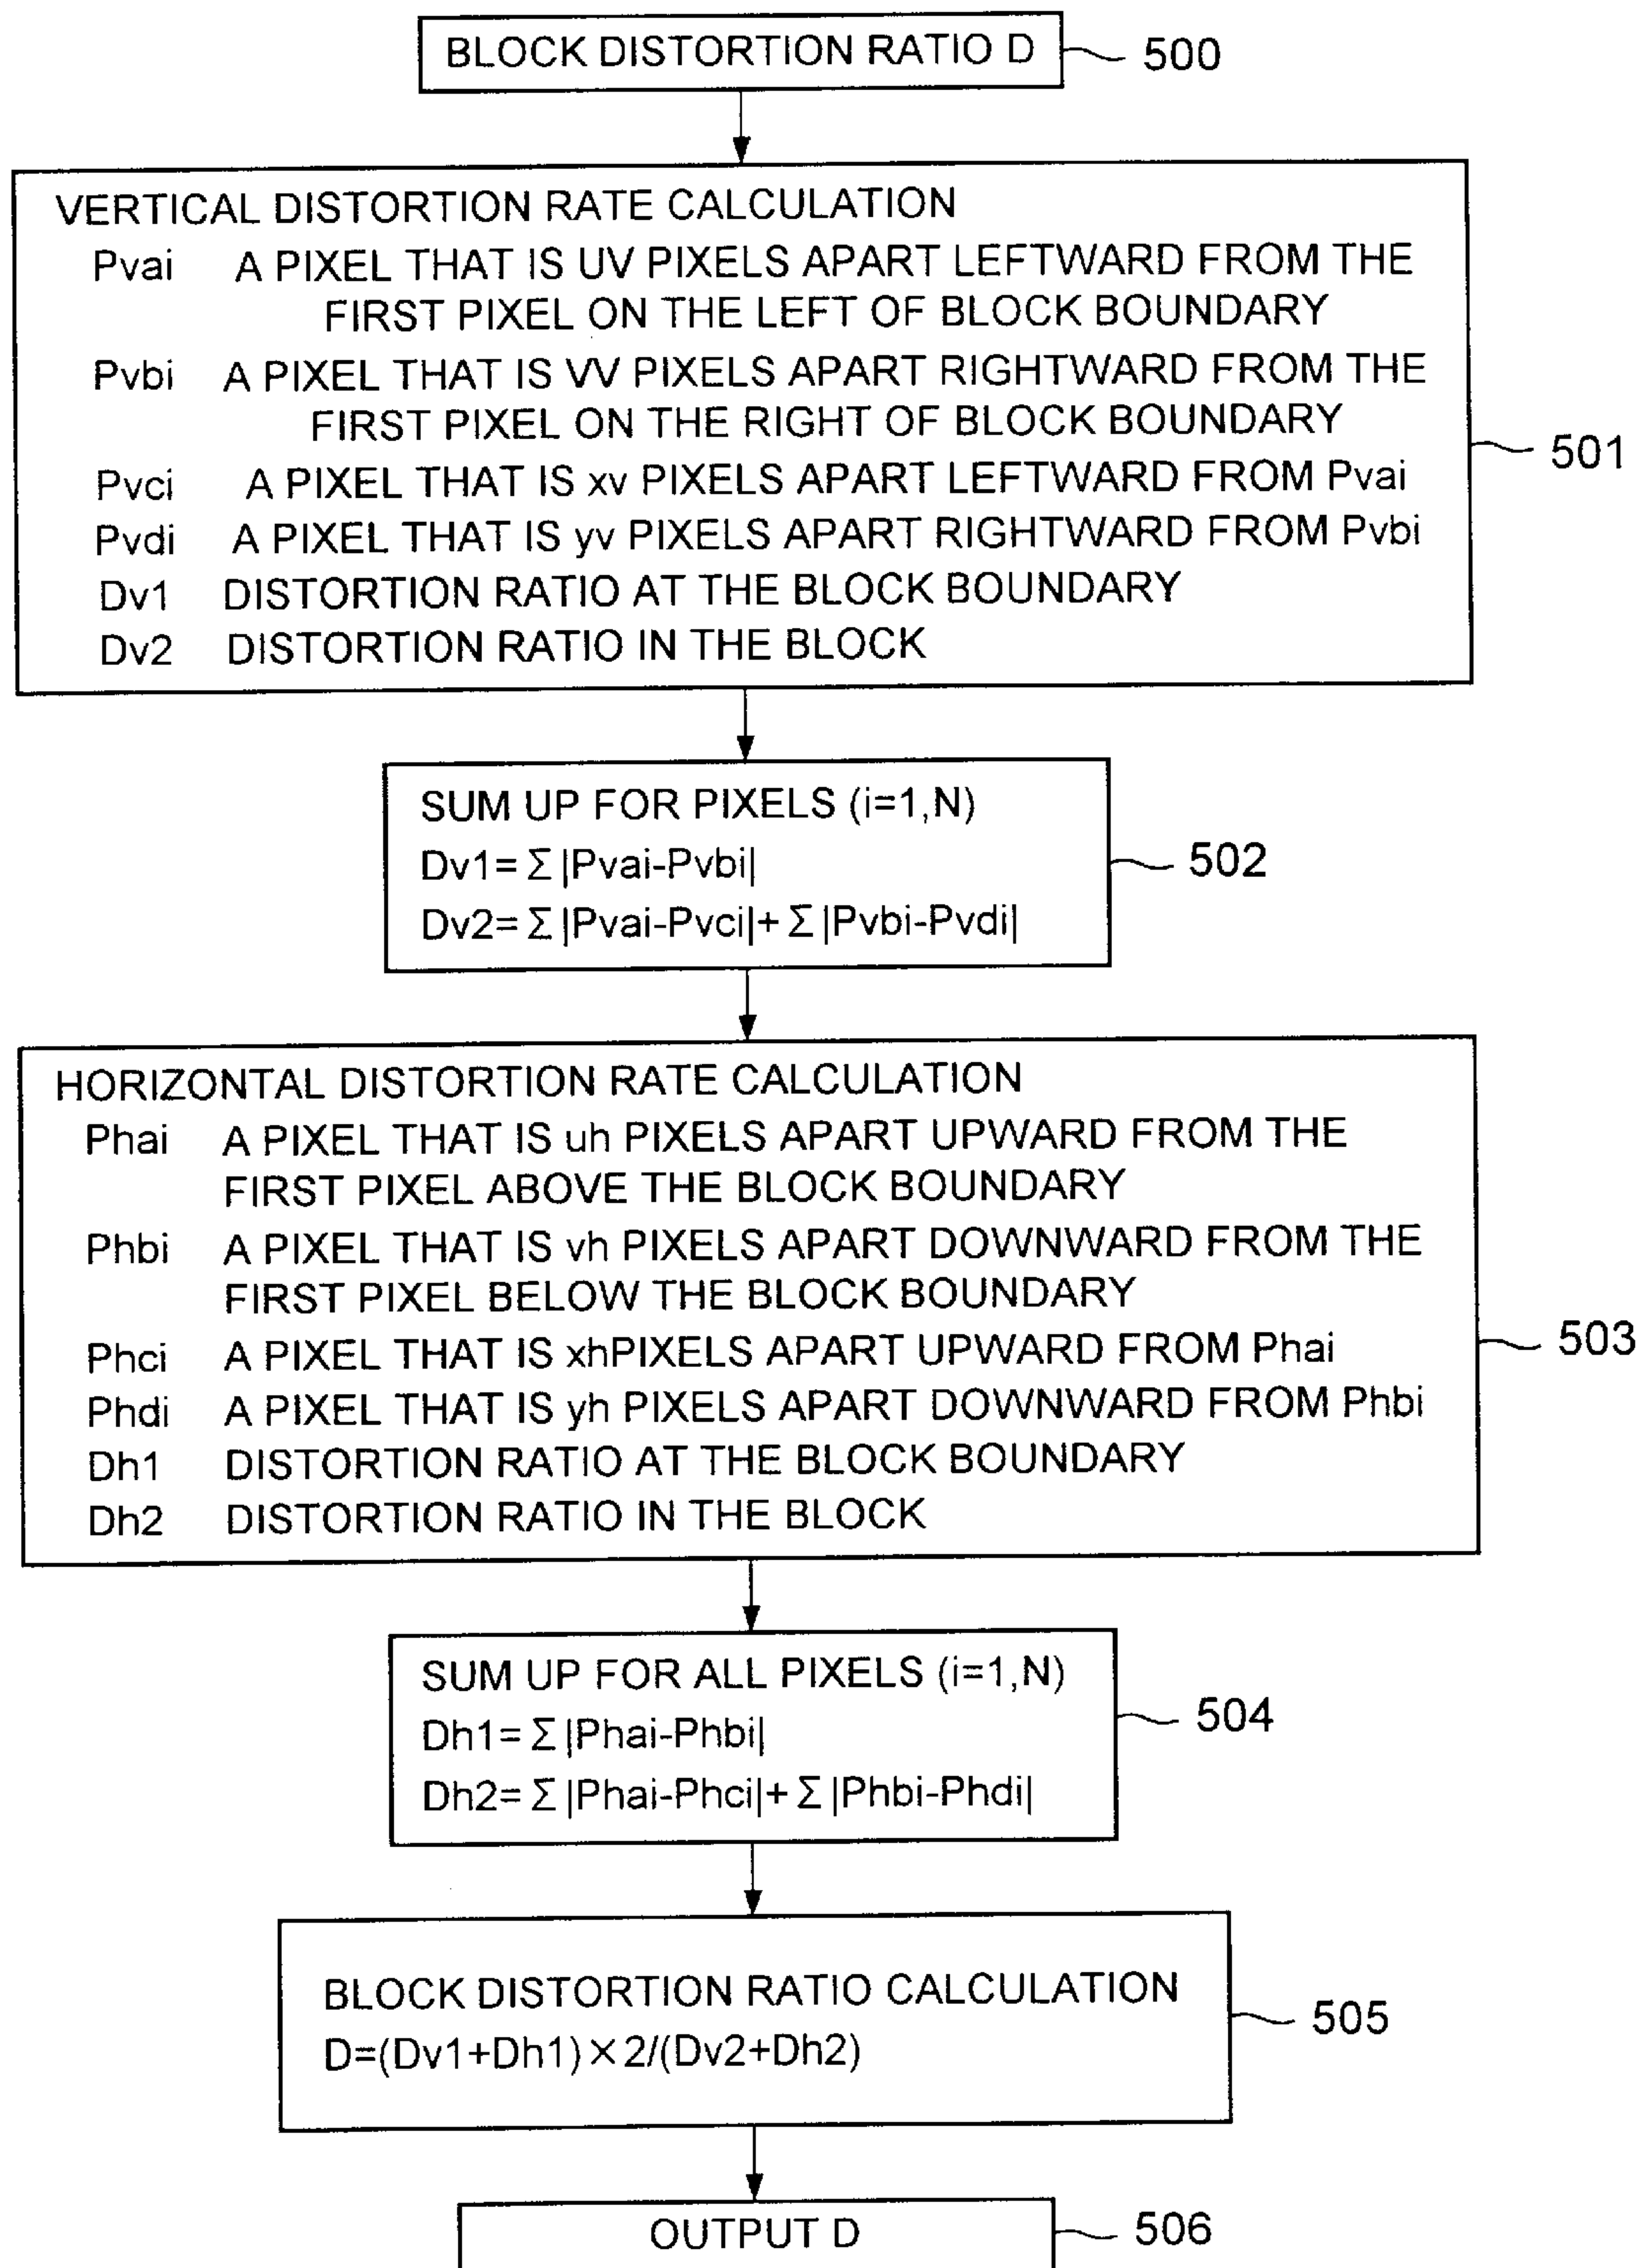 BLOCK DISTORTION RATIO D
500
VERTICAL DISTORTION RATE CALCULATION
Pvai A PIXEL THAT IS UV PIXELS APART LEFTWARD FROM THE
FIRST PIXEL ON THE LEFT OF BLOCK BOUNDARY
Pvbi A PIXEL THAT IS VV PIXELS APART RIGHTWARD FROM THE
FIRST PIXEL ON THE RIGHT OF BLOCK BOUNDARY
Pvci A PIXEL THAT IS xv PIXELS APART LEFTWARD FROM Pvai
Pvdi A PIXEL THAT IS yv PIXELS APART RIGHTWARD FROM Pvbi
Dv1 DISTORTION RATIO AT THE BLOCK BOUNDARY
Dv2 DISTORTION RATIO IN THE BLOCK
501
SUM UP FOR PIXELS (i=1,N)
Dv1=Σ|Pvai-Pvbi|
Dv2=Σ|Pvai-Pvci|+Σ|Pvbi-Pvdi|
502
HORIZONTAL DISTORTION RATE CALCULATION
Phai A PIXEL THAT IS uh PIXELS APART UPWARD FROM THE
FIRST PIXEL ABOVE THE BLOCK BOUNDARY
Phbi A PIXEL THAT IS vh PIXELS APART DOWNWARD FROM THE
FIRST PIXEL BELOW THE BLOCK BOUNDARY
Phci A PIXEL THAT IS xhPIXELS APART UPWARD FROM Phai
Phdi A PIXEL THAT IS yh PIXELS APART DOWNWARD FROM Phbi
Dh1 DISTORTION RATIO AT THE BLOCK BOUNDARY
Dh2 DISTORTION RATIO IN THE BLOCK
503
SUM UP FOR ALL PIXELS (i=1,N)
Dh1=Σ|Phai-Phbi|
Dh2=Σ|Phai-Phci|+Σ|Phbi-Phdi|
504
BLOCK DISTORTION RATIO CALCULATION
D=(Dv1+Dh1)×2/(Dv2+Dh2)
505
OUTPUT D
506